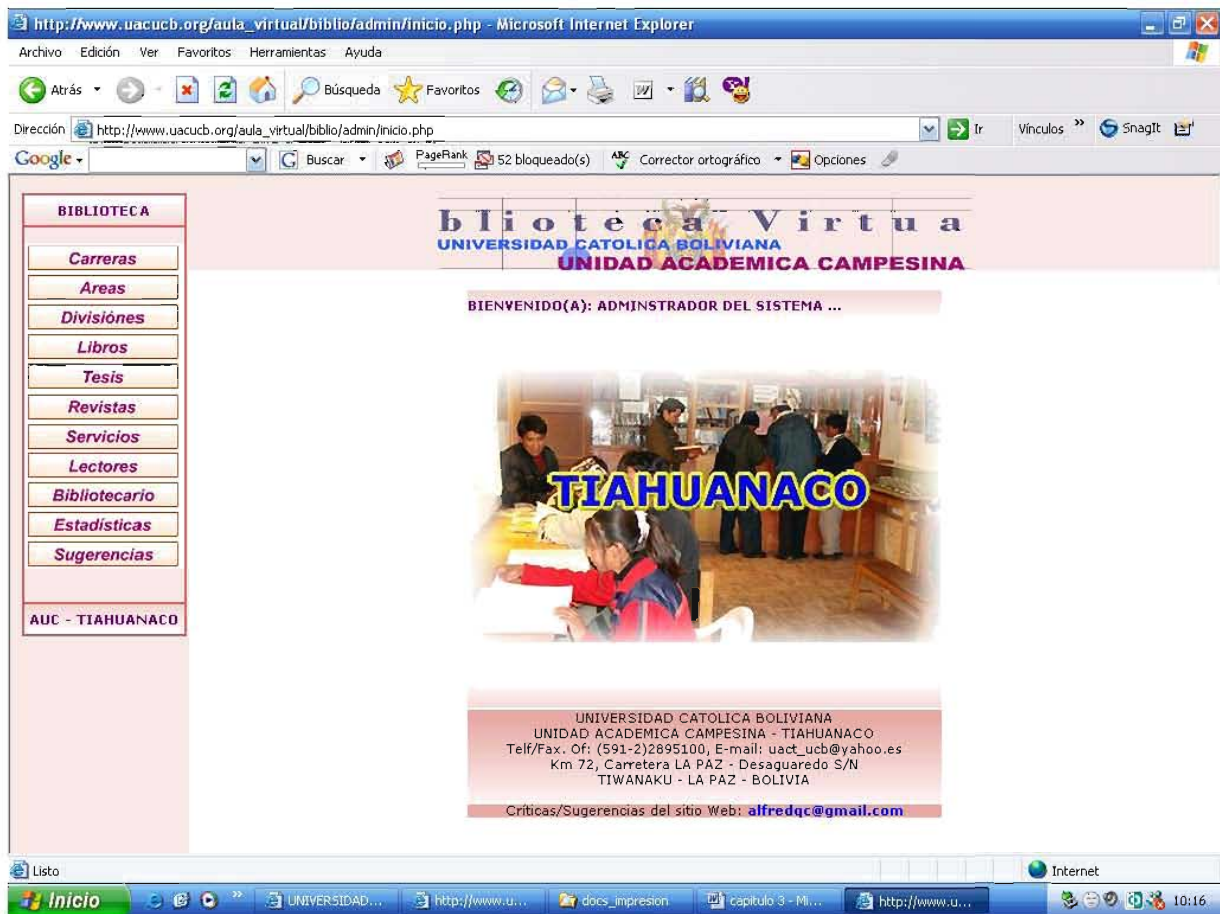 http://www.uacucb.org/aula_virtual/biblio/admin/inicio.php - Microsoft Internet Explorer
Archivo Edición Ver Favoritos Herramientas Ayuda
Atrás Búsqueda Favoritos
Dirección http://www.uacucb.org/aula_virtual/biblio/admin/inicio.php Ir Vínculos » SnagIt
Google Buscar PageRank 52 bloqueado(s) ABC Corrector ortográfico Opciones
BIBLIOTECA
Carreras
Areas
Divisiónes
Libros
Tesis
Revistas
Servicios
Lectores
Bibliotecario
Estadísticas
Sugerencias
AUC - TIAHUANACO
blioteca Virtua
UNIVERSIDAD CATOLICA BOLIVIANA
UNIDAD ACADEMICA CAMPESINA
BIENVENIDO(A): ADMINSTRADOR DEL SISTEMA ...
TIAHUANACO
UNIVERSIDAD CATOLICA BOLIVIANA
UNIDAD ACADEMICA CAMPESINA - TIAHUANACO
Telf/Fax. Of: (591-2)2895100, E-mail: uact_ucb@yahoo.es
Km 72, Carretera LA PAZ - Desaguaredo S/N
TIWANAKU - LA PAZ - BOLIVIA
Críticas/Sugerencias del sitio Web: alfredqc@gmail.com
Listo Internet
Inicio » UNIVERSIDAD... http://www.u... docs_impresion capitulo 3 - Mi... http://www.u... 10:16